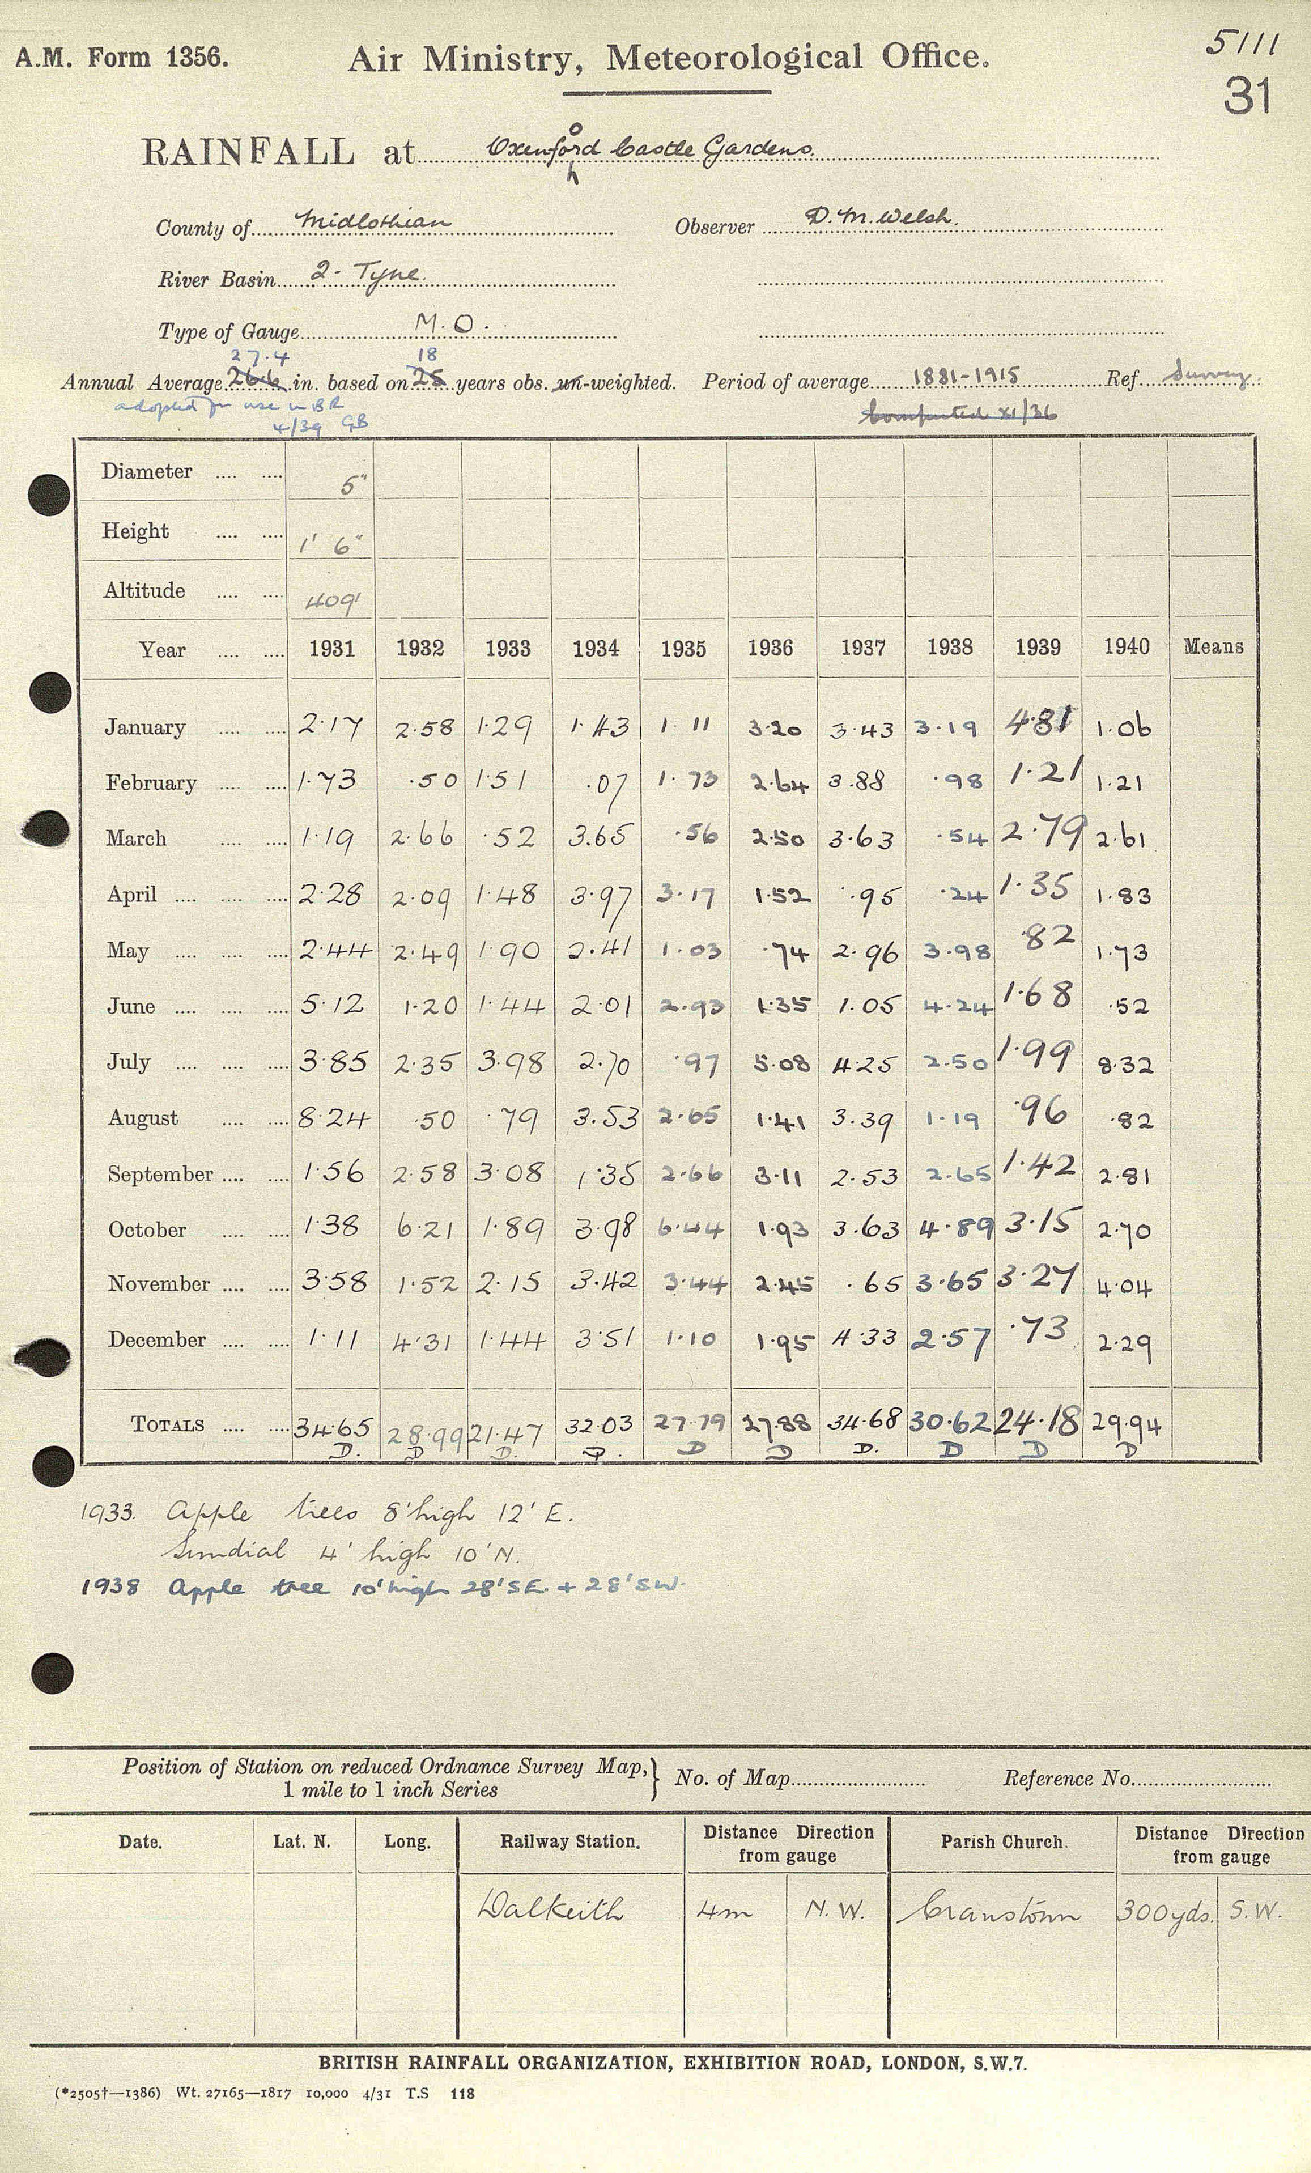 A.M. Form 1356. Air Ministry, Meteorological Office. 5111
31
RAINFALL at Oxenfoord Castle Gardens.
h
County of Midlothian Observer D. M. Welsh.
River Basin 2 - Tyne.
Type of Gauge M. O.
27.4 18
Annual Average 26.6 in. based on 25 years obs. un-weighted. Period of average 1881-1915 Ref. Survey.
adopted for use in BR Computed XI/36
4/39 GB
Diameter 5"
Height 1' 6"
Altitude 409'
Year 1931 1932 1933 1934 1935 1936 1937 1938 1939 1940 Means
January 2.17 2.58 1.29 1.43 1.11 3.20 3.43 3.19 4.81 1.06
February 1.73 .50 1.51 .07 1.73 2.64 3.88 .98 1.21 1.21
March 1.19 2.66 .52 3.65 .56 2.50 3.63 .54 2.79 2.61
April 2.28 2.09 1.48 3.97 3.17 1.52 .95 .24 1.35 1.83
May 2.44 2.49 1.90 2.41 1.03 .74 2.96 3.98 .82 1.73
June 5.12 1.20 1.44 2.01 2.93 1.35 1.05 4.24 1.68 .52
July 3.85 2.35 3.98 2.70 .97 5.08 4.25 2.50 1.99 8.32
August 8.24 .50 .79 3.53 2.65 1.41 3.39 1.19 .96 .82
September 1.56 2.58 3.08 1.35 2.66 3.11 2.53 2.65 1.42 2.81
October 1.38 6.21 1.89 3.98 6.44 1.93 3.63 4.89 3.15 2.70
November 3.58 1.52 2.15 3.42 3.44 2.45 .65 3.65 3.27 4.04
December 1.11 4.31 1.44 3.51 1.10 1.95 4.33 2.57 .73 2.29
TOTALS 34.65 28.99 21.47 32.03 27.79 27.88 34.68 30.62 24.18 29.94
D. D D. D. D D D. D D D
1933. Apple trees 8' high 12' E.
Sundial 4' high 10' N.
1938 Apple tree 10' high 28' SE. + 28' SW.
Position of Station on reduced Ordnance Survey Map,
1 mile to 1 inch Series } No. of Map Reference No.
Date. Lat. N. Long. Railway Station. Distance Direction from gauge Parish Church. Distance Direction from gauge
Dalkeith 4m N.W. Cranstoun 300yds. S.W.
BRITISH RAINFALL ORGANIZATION, EXHIBITION ROAD, LONDON, S.W.7.
(*2505†—1386) Wt. 27165—1817 10,000 4/31 T.S 118